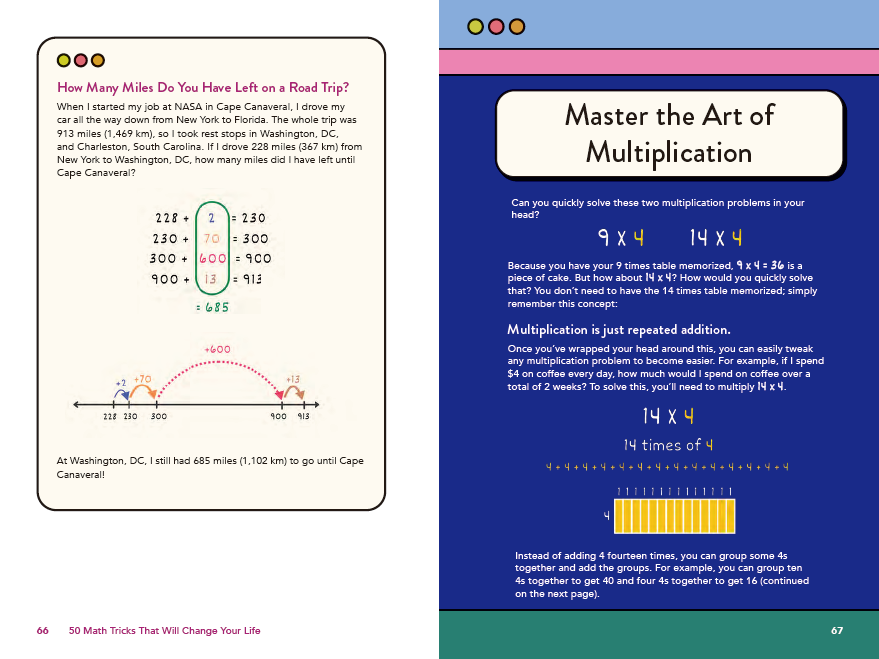 How Many Miles Do You Have Left on a Road Trip?
When I started my job at NASA in Cape Canaveral, I drove my
car all the way down from New York to Florida. The whole trip was
913 miles (1,469 km), so I took rest stops in Washington, DC,
and Charleston, South Carolina. If I drove 228 miles (367 km) from
New York to Washington, DC, how many miles did I have left until
Cape Canaveral?
228 + 2 = 230
230 + 70 = 300
300 + 600 = 900
900 + 13 = 913
= 685
+600
+2 +70 +13
228 230 300 900 913
At Washington, DC, I still had 685 miles (1,102 km) to go until Cape
Canaveral!
66 50 Math Tricks That Will Change Your Life
Master the Art of
Multiplication
Can you quickly solve these two multiplication problems in your
head?
9 X 4 14 X 4
Because you have your 9 times table memorized, 9 x 4 = 36 is a
piece of cake. But how about 14 x 4? How would you quickly solve
that? You don't need to have the 14 times table memorized; simply
remember this concept:
Multiplication is just repeated addition.
Once you've wrapped your head around this, you can easily tweak
any multiplication problem to become easier. For example, if I spend
$4 on coffee every day, how much would I spend on coffee over a
total of 2 weeks? To solve this, you'll need to multiply 14 x 4.
14 X 4
14 times of 4
4 + 4 + 4 + 4 + 4 + 4 + 4 + 4 + 4 + 4 + 4 + 4 + 4 + 4
1 1 1 1 1 1 1 1 1 1 1 1 1 1
4
Instead of adding 4 fourteen times, you can group some 4s
together and add the groups. For example, you can group ten
4s together to get 40 and four 4s together to get 16 (continued
on the next page).
67